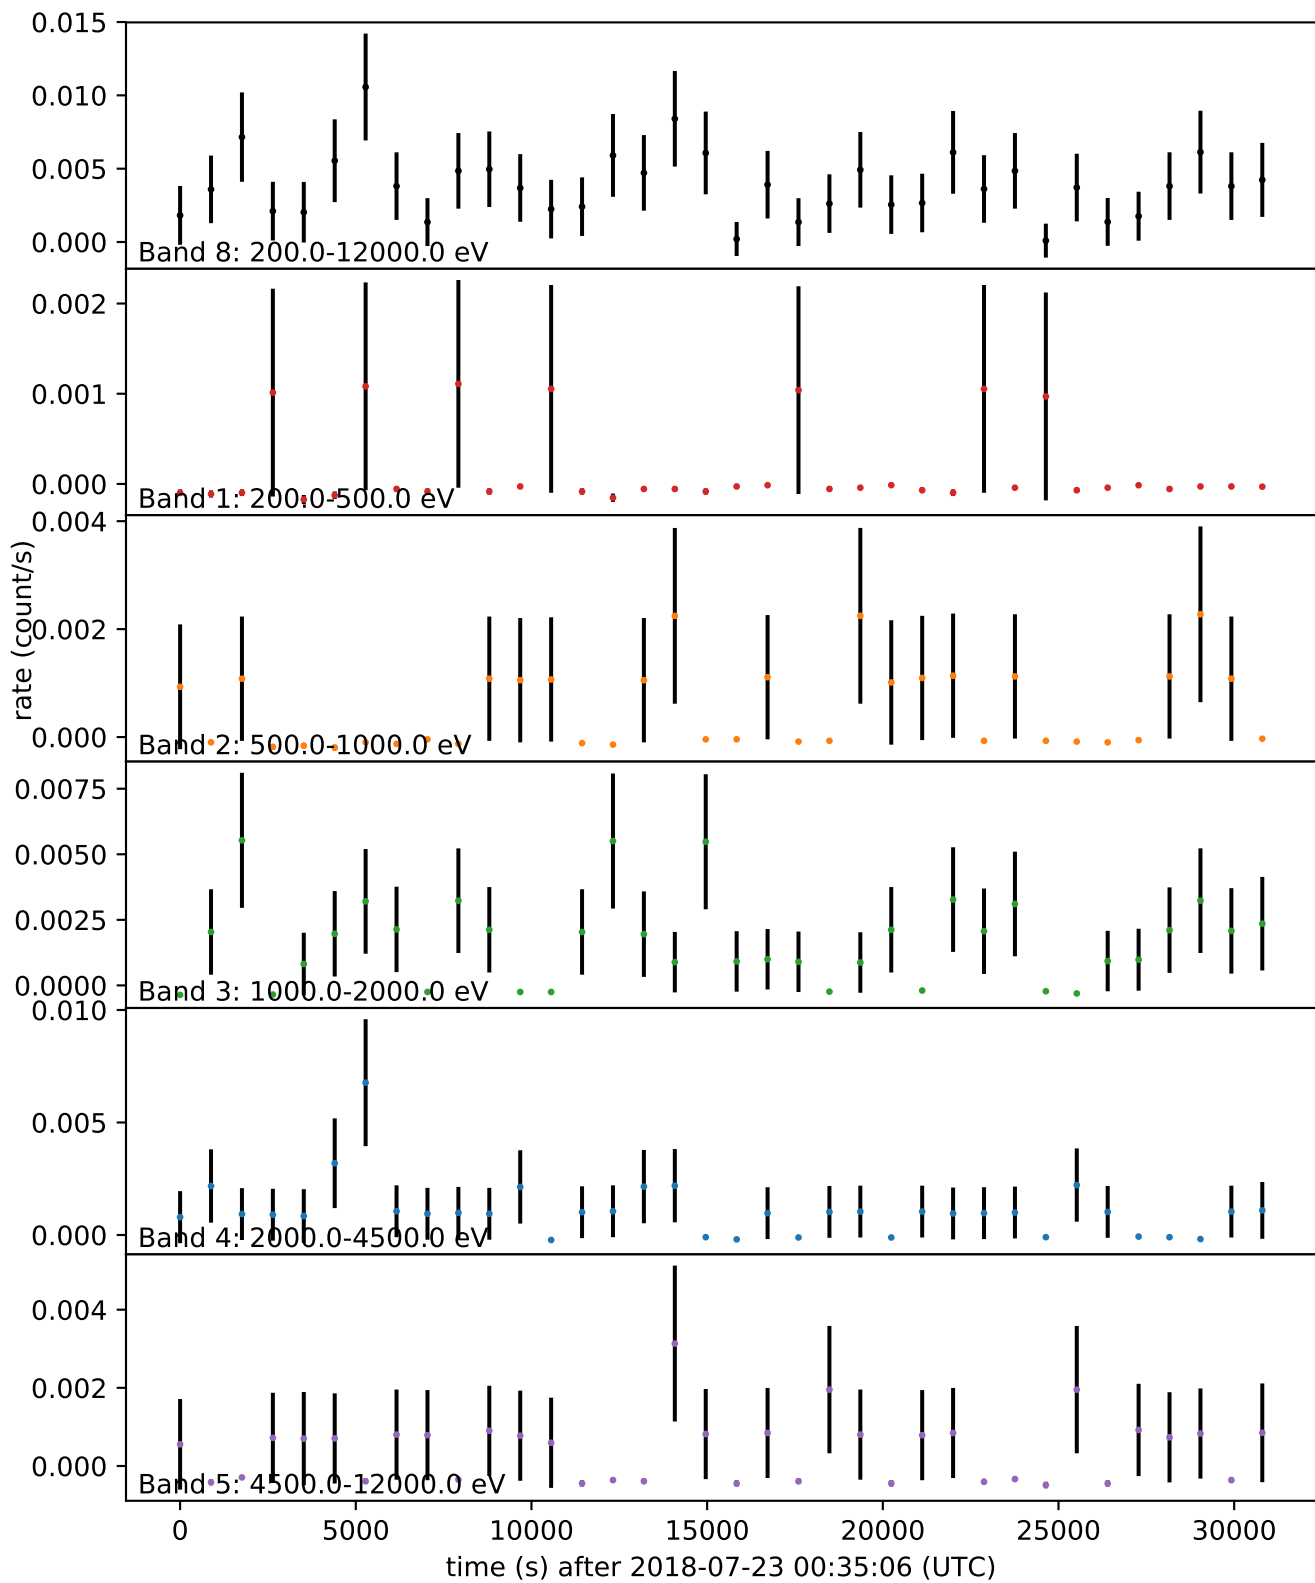 0.015
0.010
0.005
0.000
Band 8: 200.0-12000.0 eV
0.002
0.001
0.000
Band 1: 200.0-500.0 eV
0.004
0.002
0.000
Band 2: 500.0-1000.0 eV
rate (count/s)
0.0075
0.0050
0.0025
0.0000
Band 3: 1000.0-2000.0 eV
0.010
0.005
0.000
Band 4: 2000.0-4500.0 eV
0.004
0.002
0.000
Band 5: 4500.0-12000.0 eV
0 5000 10000 15000 20000 25000 30000
time (s) after 2018-07-23 00:35:06 (UTC)